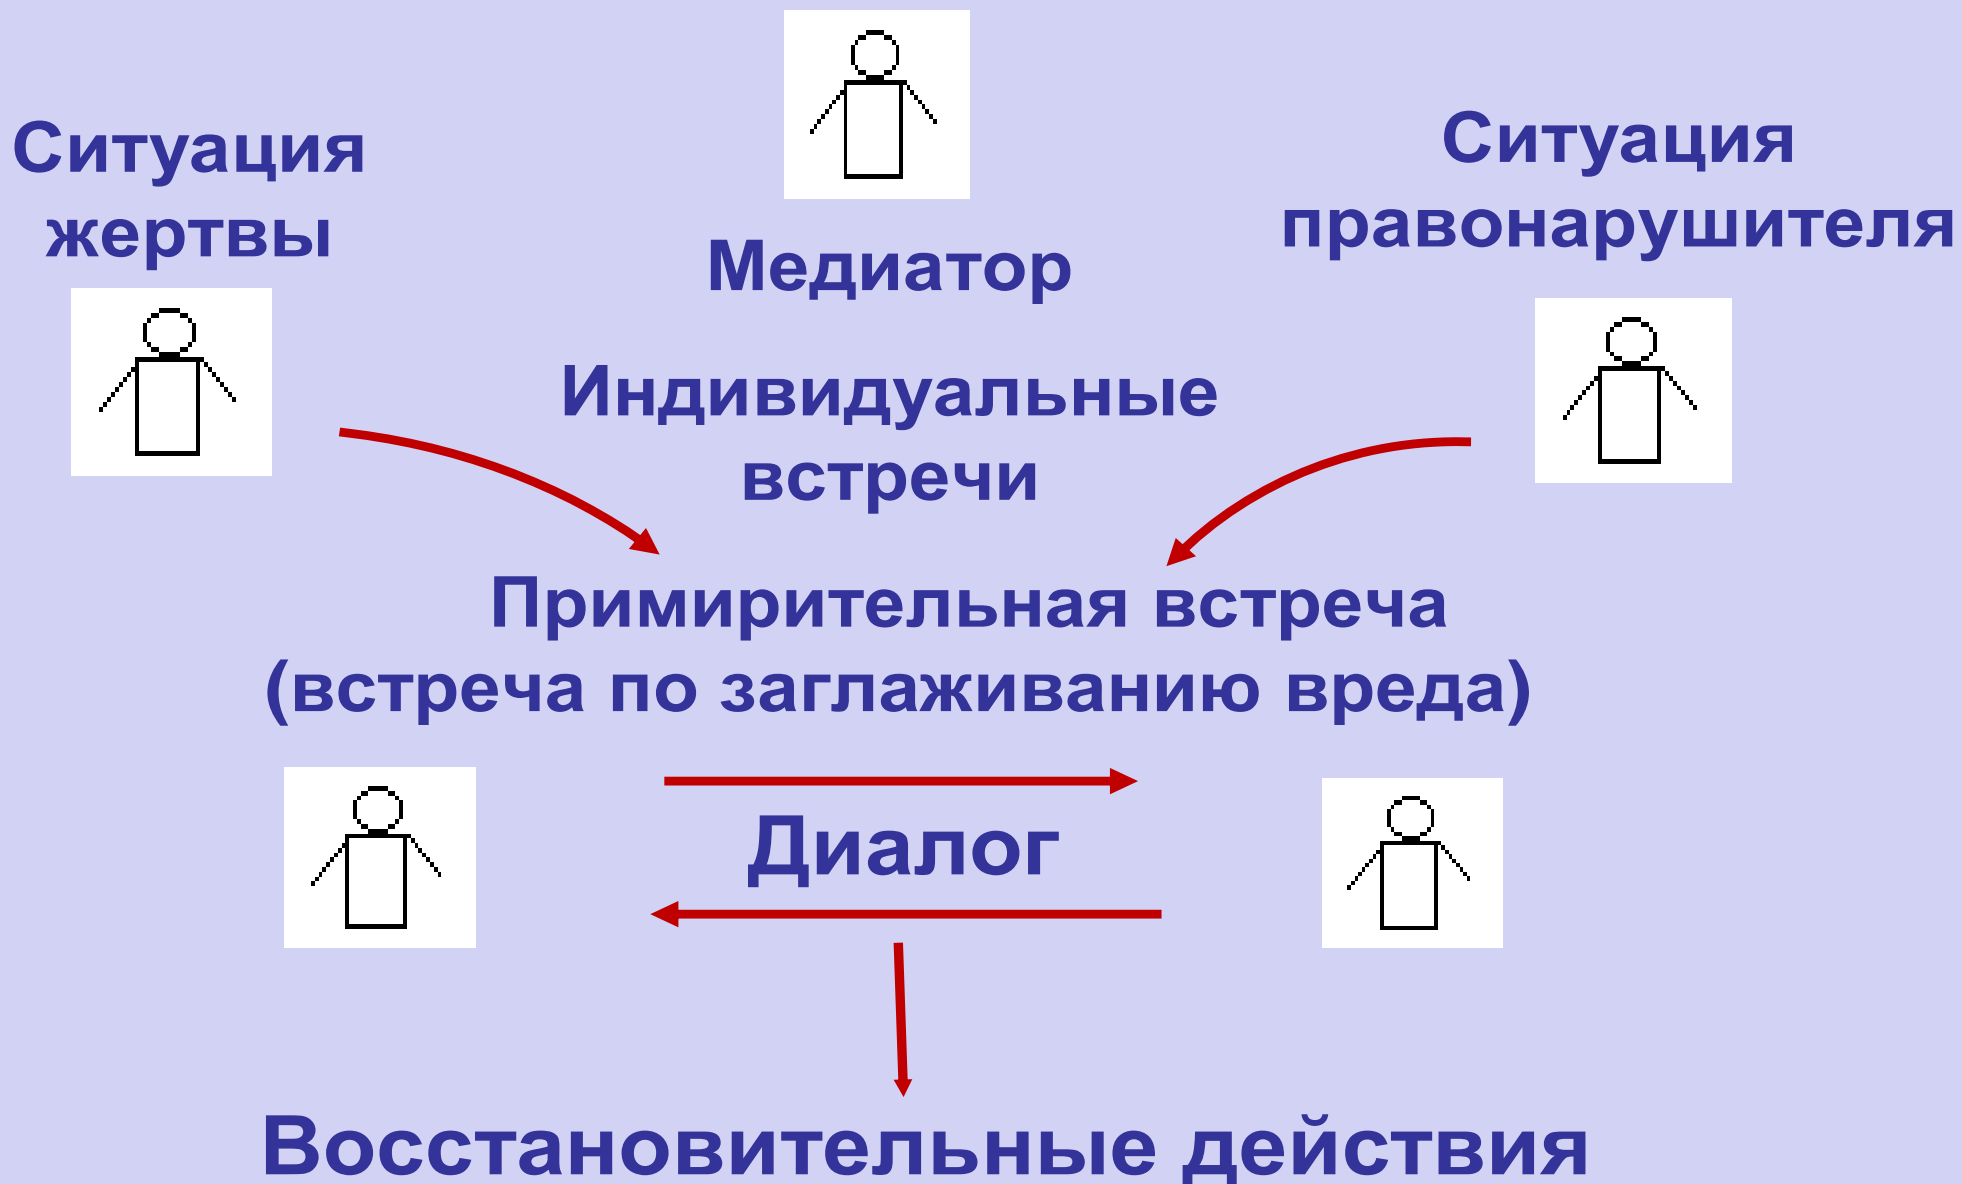 Ситуация
жертвы
Медиатор
Ситуация
правонарушителя
Индивидуальные
встречи
Примирительная встреча
(встреча по заглаживанию вреда)
Диалог
Восстановительные действия